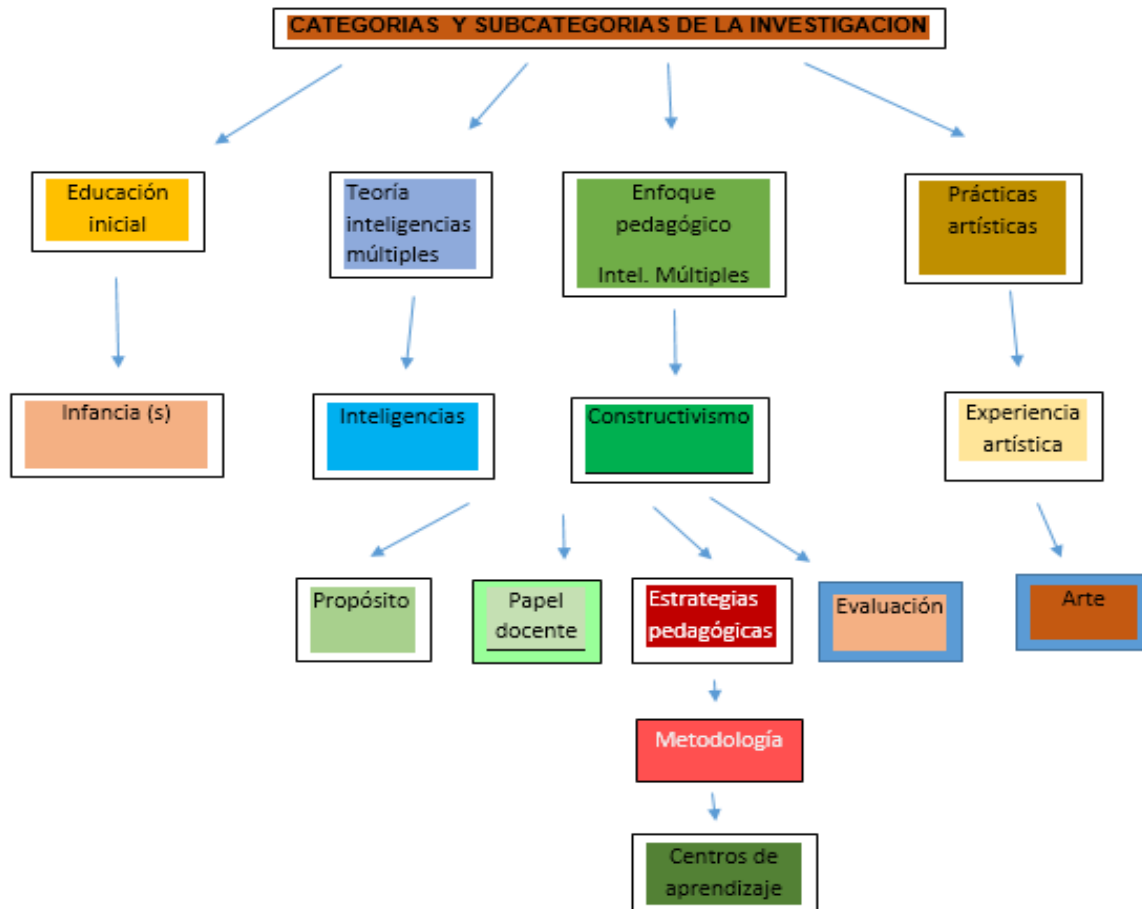 CATEGORIAS Y SUBCATEGORIAS DE LA INVESTIGACION
Educación
inicial
Teoría
inteligencias
múltiples
Enfoque
pedagógico
Intel. Múltiples
Prácticas
artísticas
Infancia (s)
Inteligencias
Constructivismo
Experiencia
artística
Propósito
Papel
docente
Estrategias
pedagógicas
Evaluación
Arte
Metodología
Centros de
aprendizaje